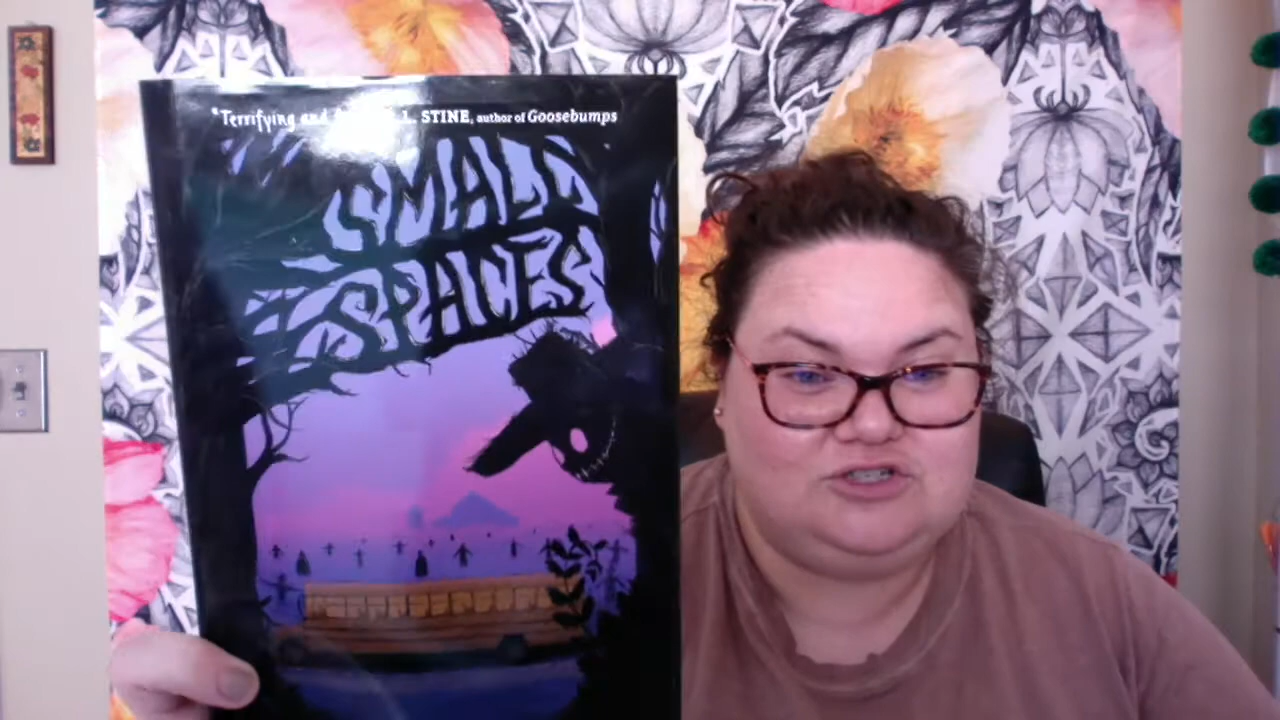 "Terrifying and L. STINE, author of Goosebumps
SMALL
SPACES